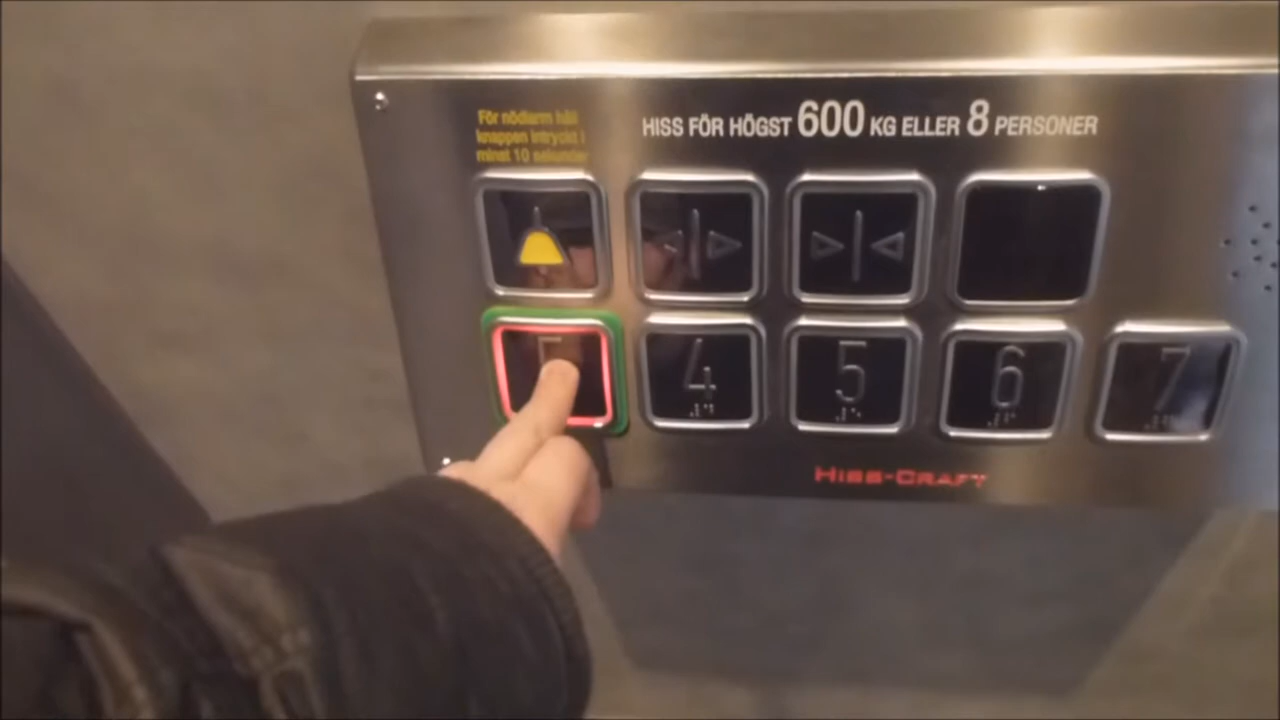 För nödlarm håll
knappen intryckt i
minst 10 sekunder
HISS FÖR HÖGST 600 KG ELLER 8 PERSONER
4 5 6 7
HISS-CRAFT